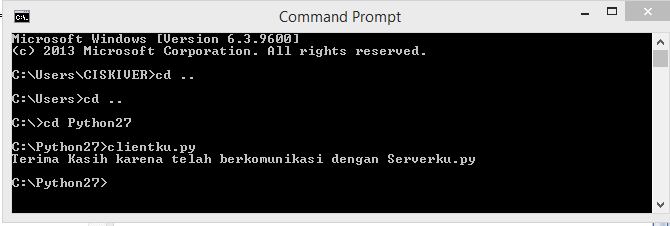 Command Prompt
Microsoft Windows [Version 6.3.9600]
(c) 2013 Microsoft Corporation. All rights reserved.
C:\Users\CISKIVER>cd ..
C:\Users>cd ..
C:\>cd Python27
C:\Python27>clientku.py
Terima Kasih karena telah berkomunikasi dengan Serverku.py
C:\Python27>